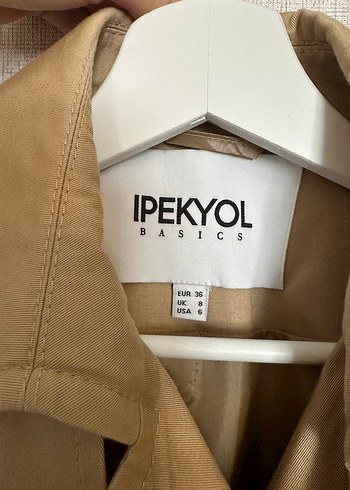 IPEKYOL
BASICS
EUR 36
UK 8
USA 6